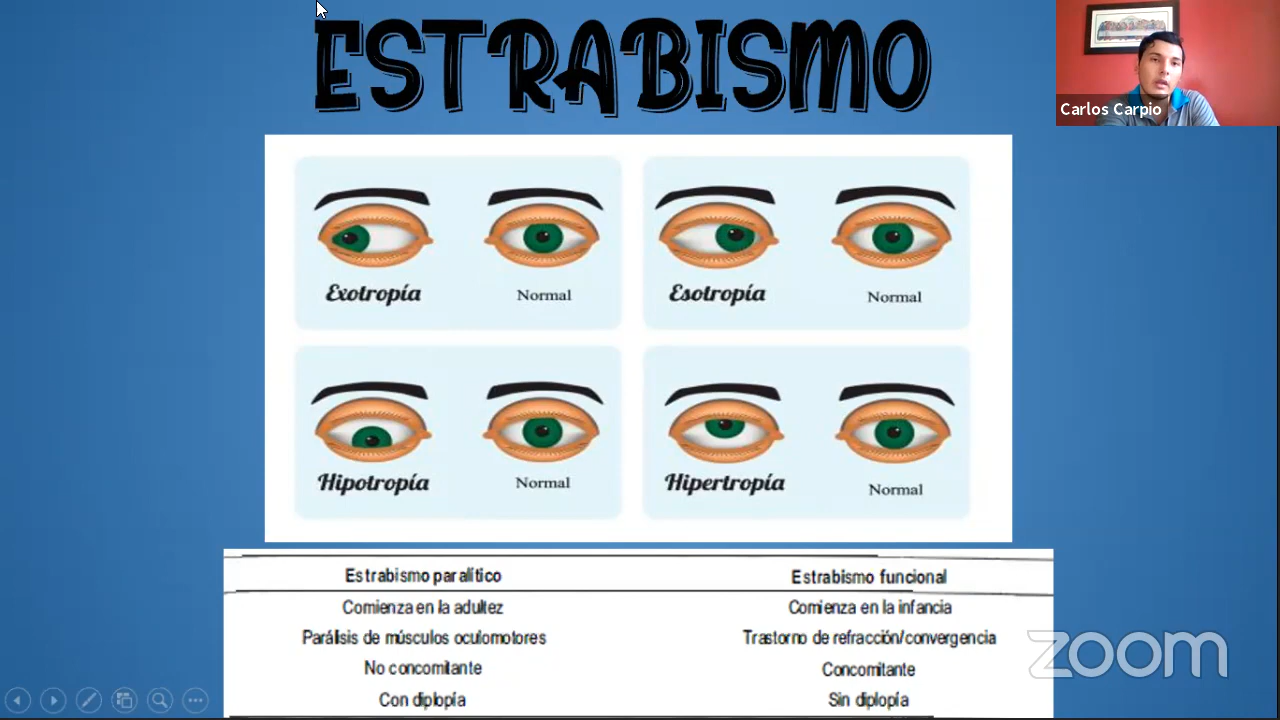 ESTRABISMO
Carlos Carpio
Exotropía Normal
Esotropía Normal
Hipotropía Normal
Hipertropía Normal
Estrabismo paralítico Estrabismo funcional
Comienza en la adultez Comienza en la infancia
Parálisis de músculos oculomotores Trastorno de refracción/convergencia
No concomitante Concomitante
Con diplopía Sin diplopía
zoom